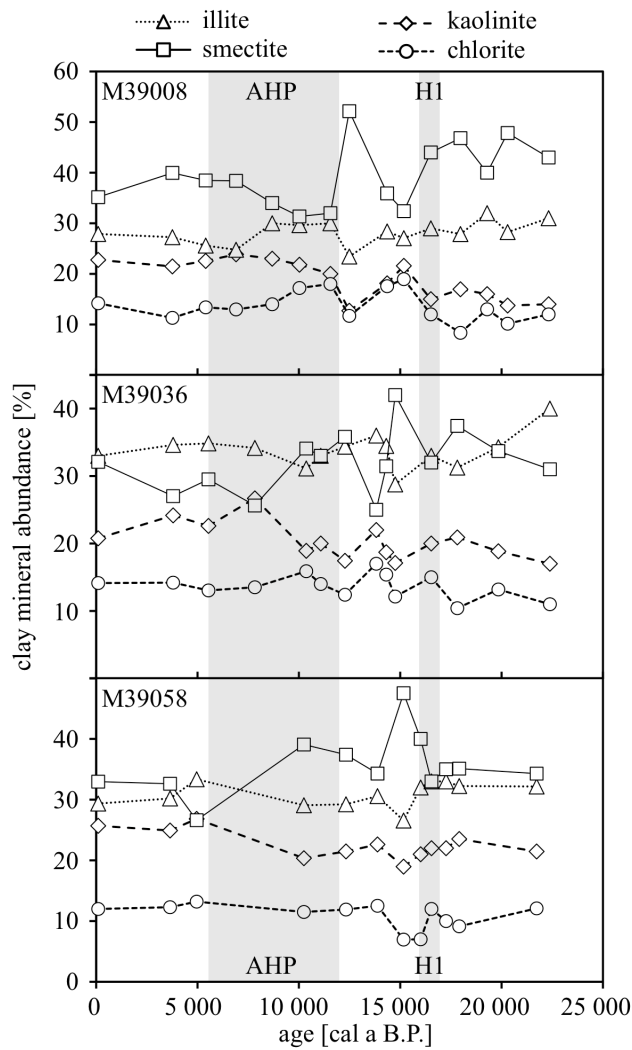 illite kaolinite
smectite chlorite
60
M39008 AHP H1
50
40
30
20
10
M39036
40
30
20
10
clay mineral abundance [%]
M39058
40
30
20
10
AHP H1
0
0 5 000 10 000 15 000 20 000 25 000
age [cal a B.P.]